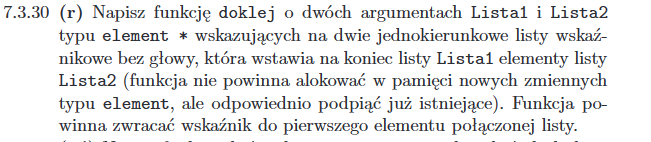 7.3.30 (r) Napisz funkcję doklej o dwóch argumentach Lista1 i Lista2
typu element * wskazujących na dwie jednokierunkowe listy wskaź-
nikowe bez głowy, która wstawia na koniec listy Lista1 elementy listy
Lista2 (funkcja nie powinna alokować w pamięci nowych zmiennych
typu element, ale odpowiednio podpiąć już istniejące). Funkcja po-
winna zwracać wskaźnik do pierwszego elementu połączonej listy.